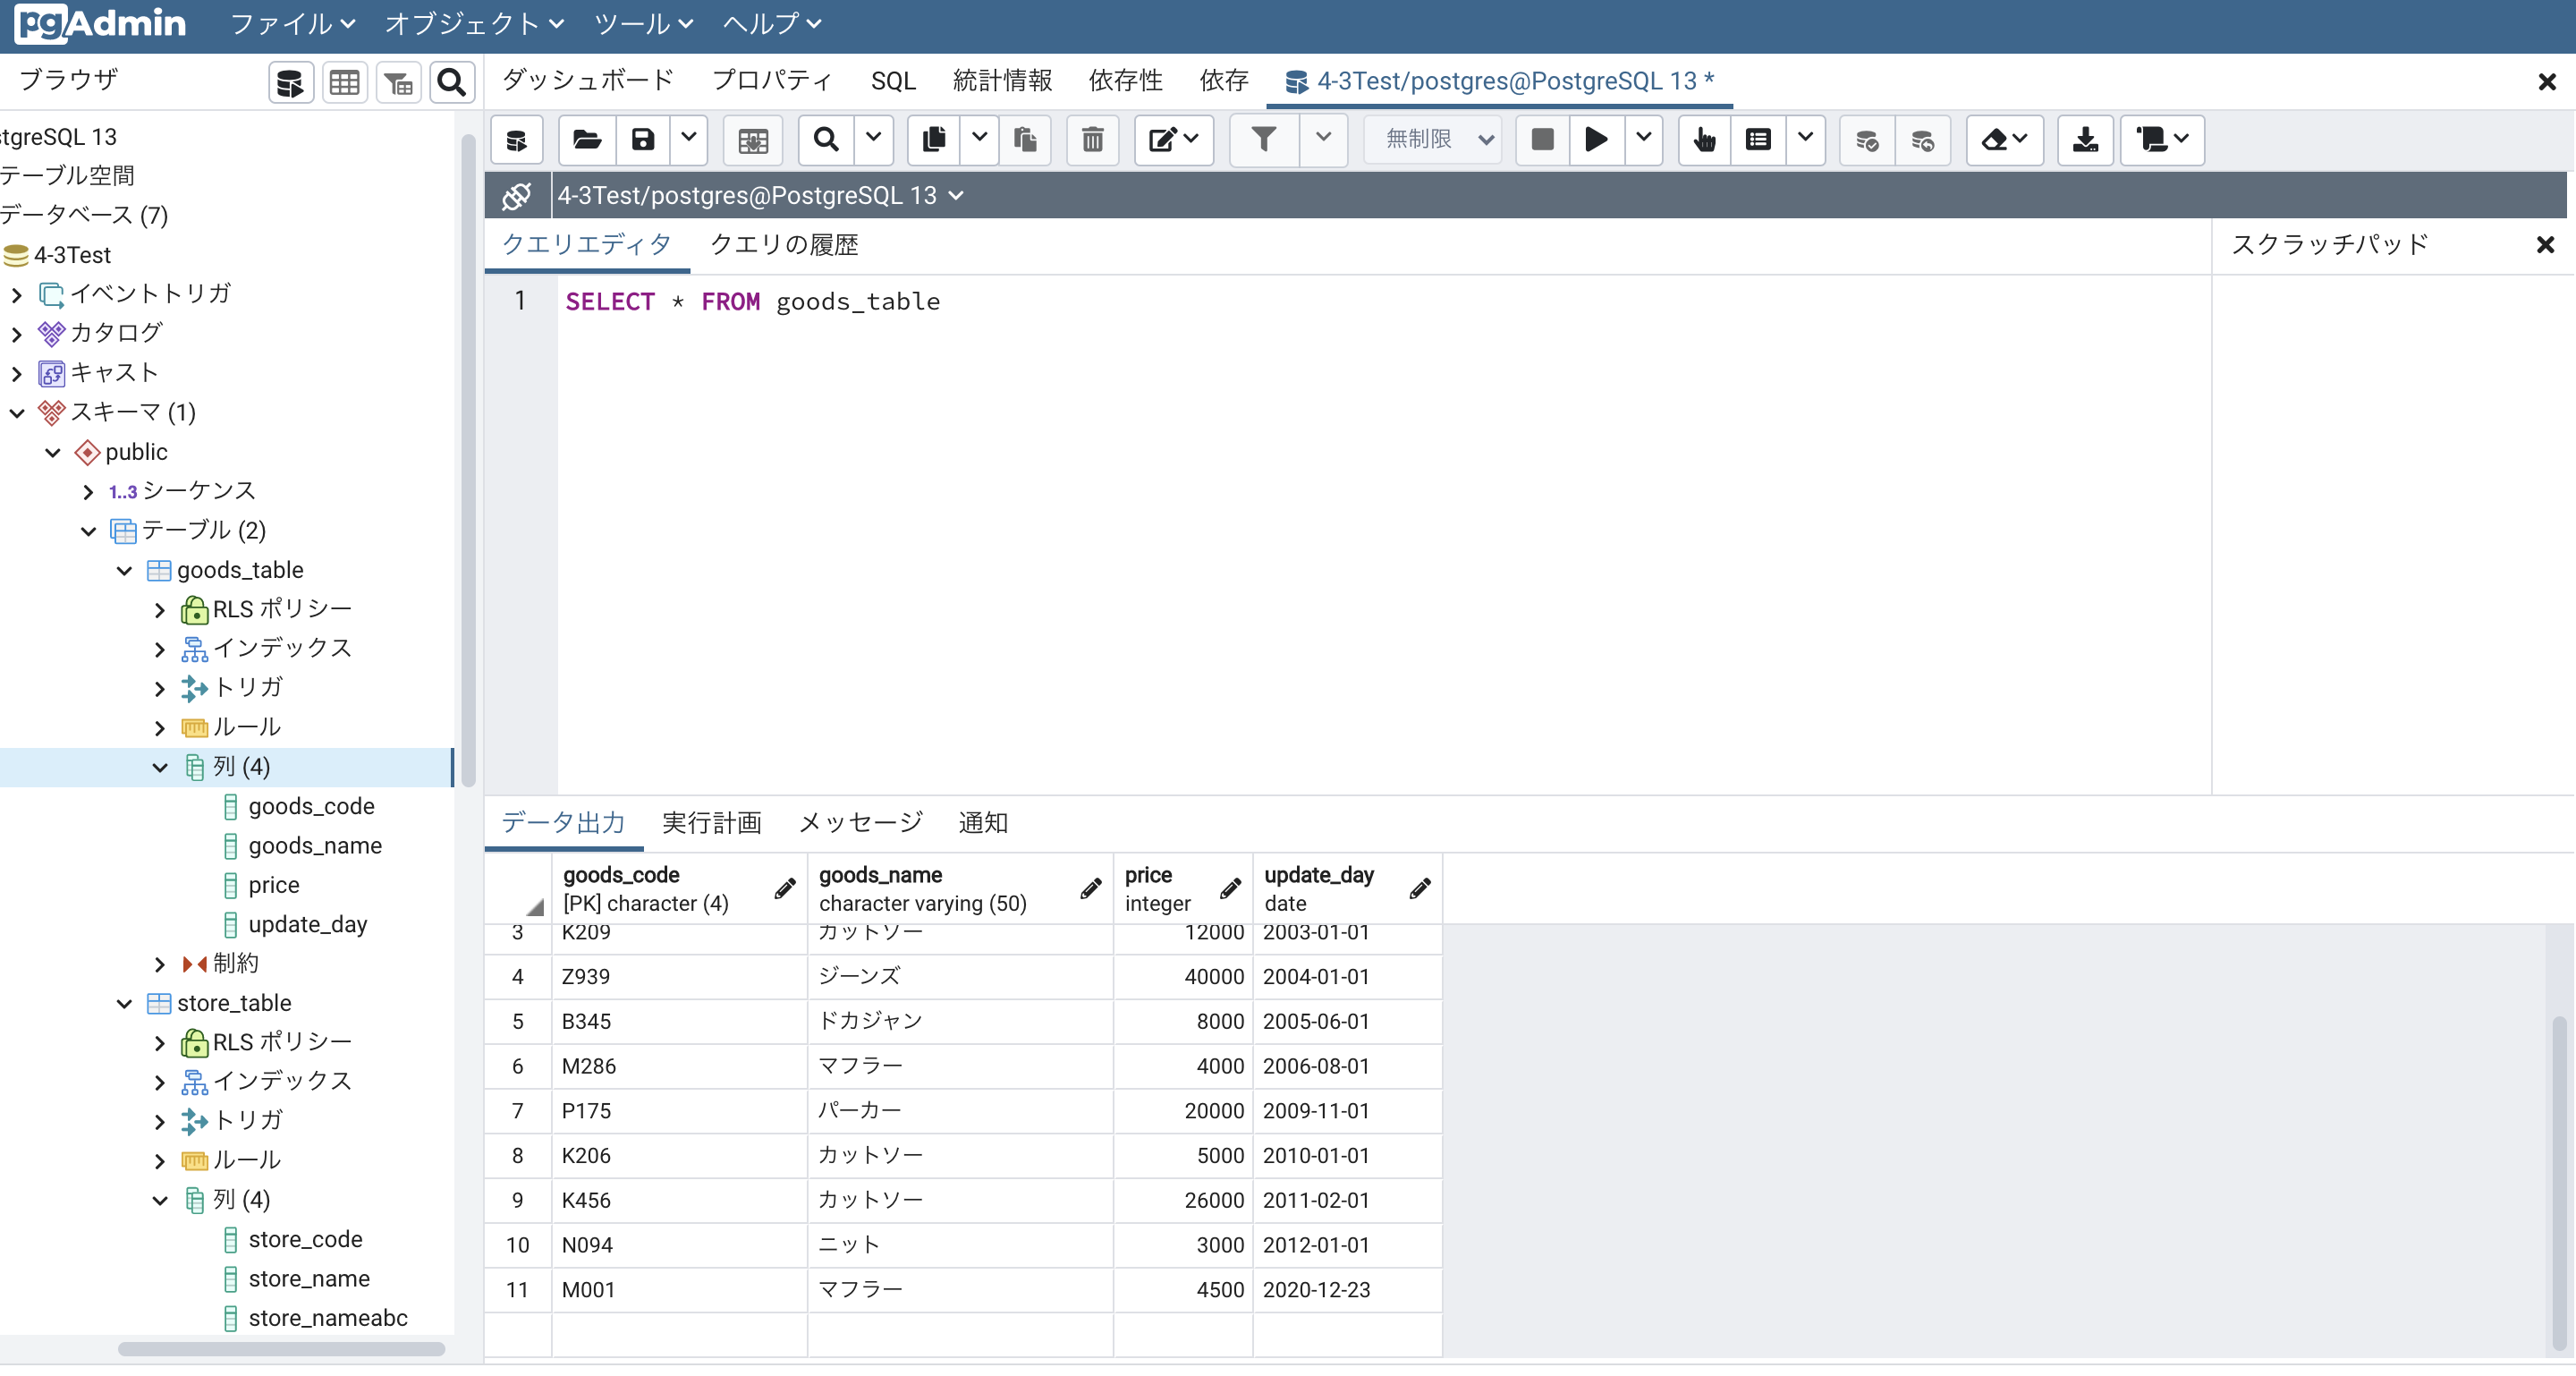 pgAdmin ファイル オブジェクト ツール ヘルプ
ブラウザ
ダッシュボード プロパティ SQL 統計情報 依存性 依存 4-3Test/postgres@PostgreSQL 13 *
無制限
4-3Test/postgres@PostgreSQL 13
クエリエディタ クエリの履歴
スクラッチパッド
1 SELECT * FROM goods_table
stgreSQL 13
テーブル空間
データベース (7)
4-3Test
イベントトリガ
カタログ
キャスト
スキーマ (1)
public
1..3 シーケンス
テーブル (2)
goods_table
RLS ポリシー
インデックス
トリガ
ルール
列 (4)
goods_code
goods_name
price
update_day
制約
store_table
RLS ポリシー
インデックス
トリガ
ルール
列 (4)
store_code
store_name
store_nameabc
データ出力 実行計画 メッセージ 通知
goods_code goods_name price update_day
[PK] character (4) character varying (50) integer date
3 K209 カットソー 12000 2003-01-01
4 Z939 ジーンズ 40000 2004-01-01
5 B345 ドカジャン 8000 2005-06-01
6 M286 マフラー 4000 2006-08-01
7 P175 パーカー 20000 2009-11-01
8 K206 カットソー 5000 2010-01-01
9 K456 カットソー 26000 2011-02-01
10 N094 ニット 3000 2012-01-01
11 M001 マフラー 4500 2020-12-23